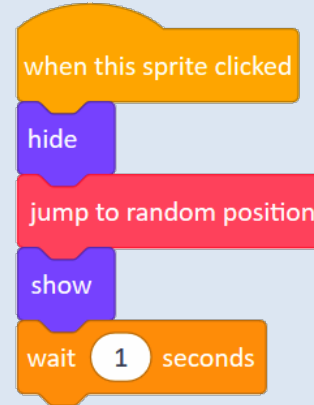 when this sprite clicked
hide
jump to random position
show
wait 1 seconds